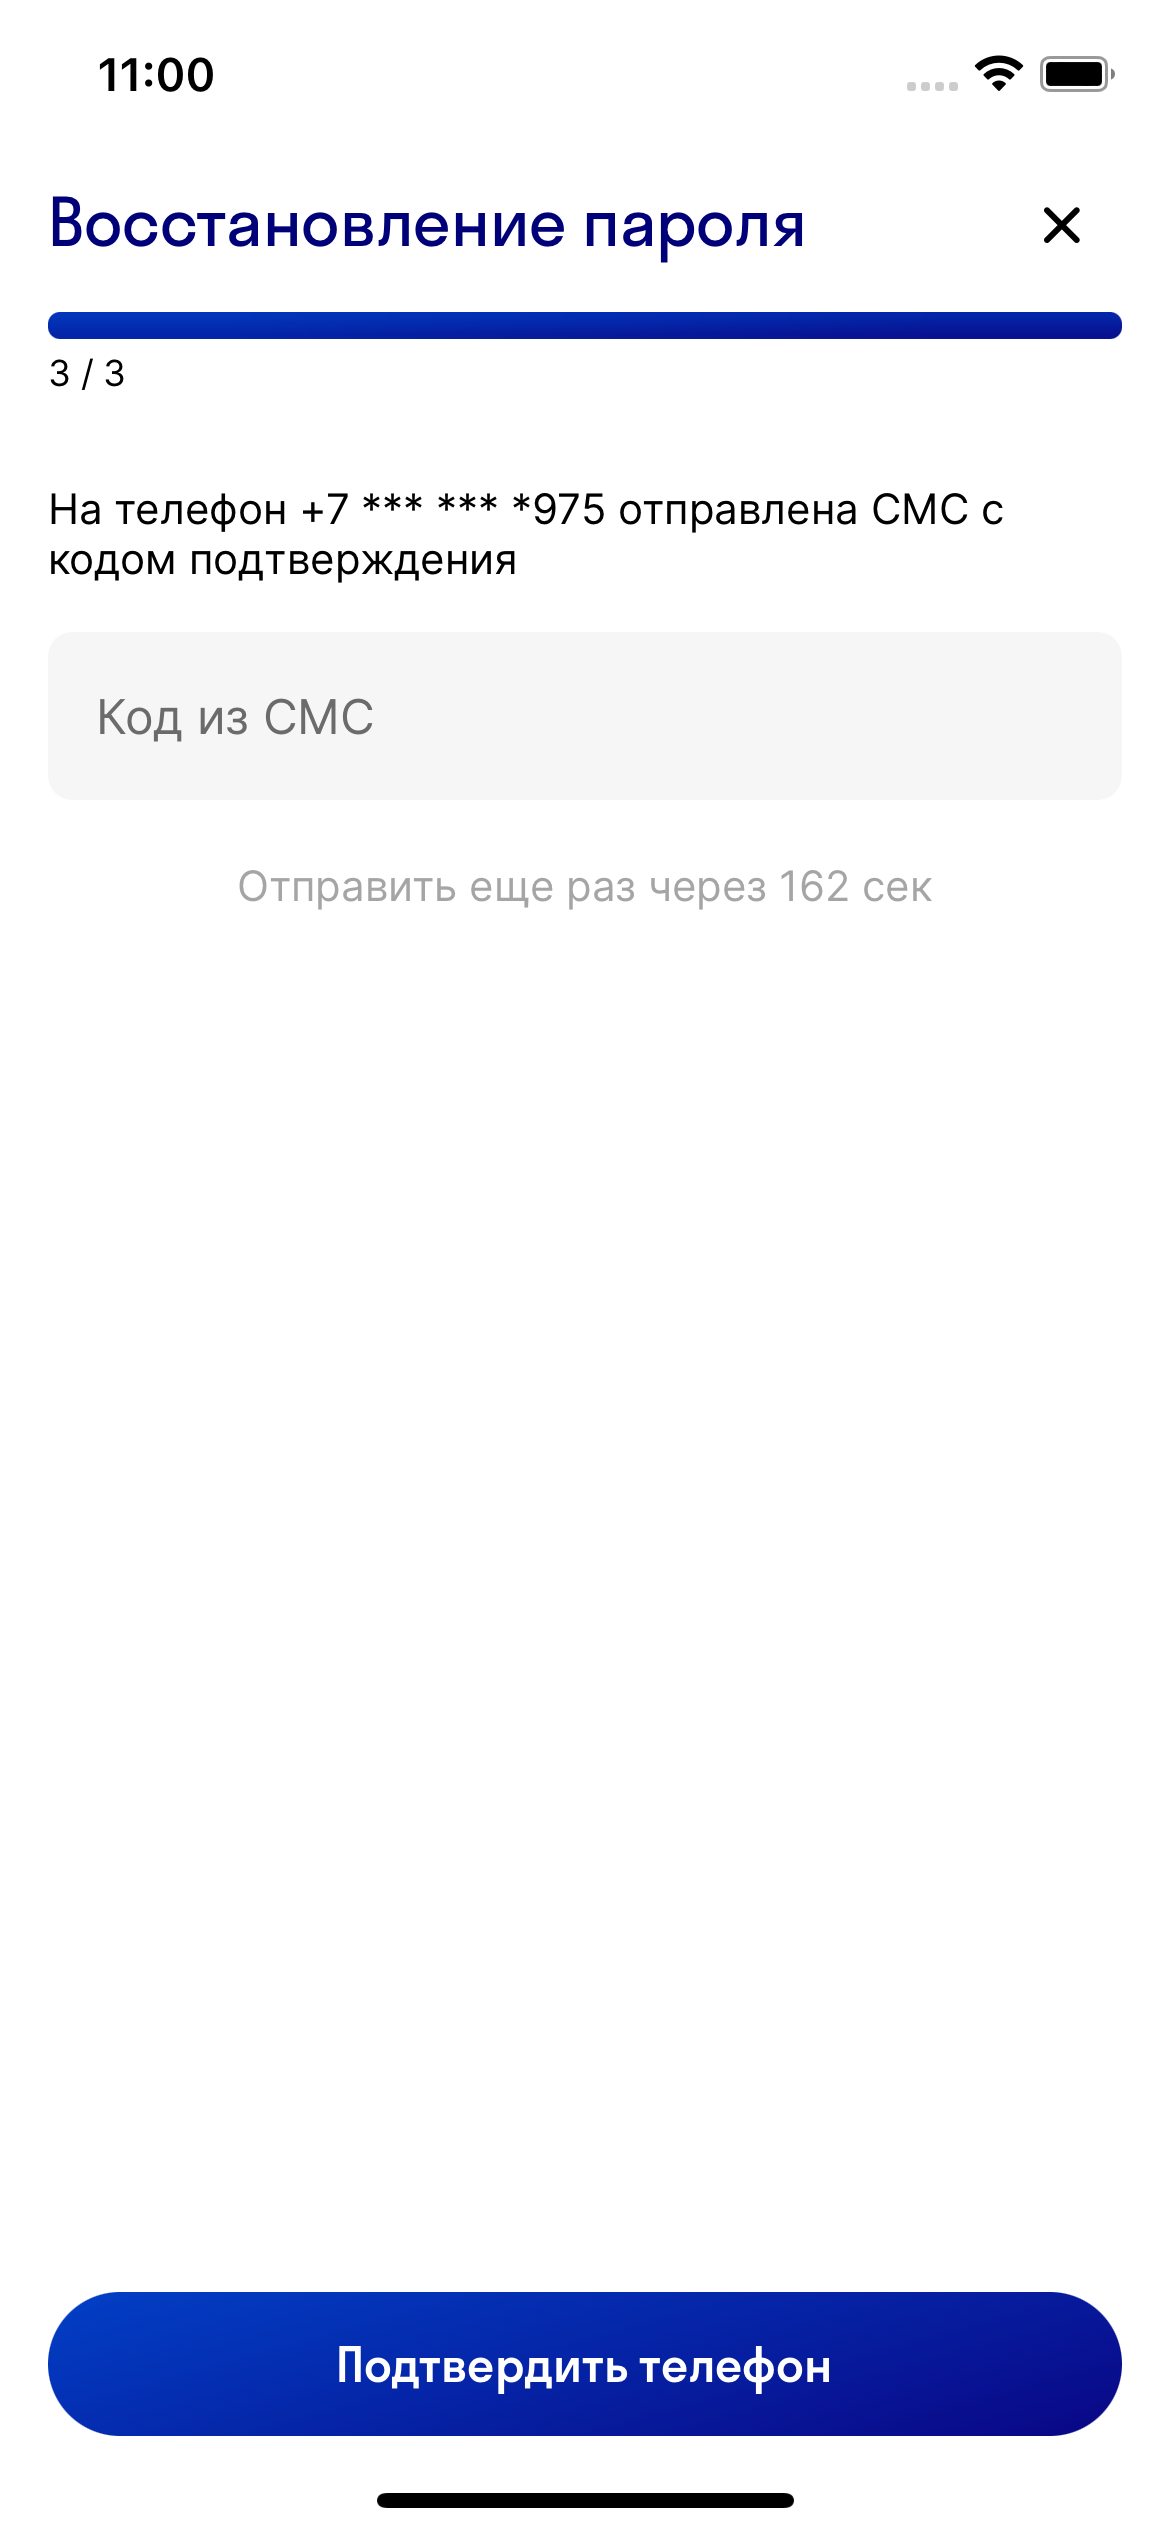 11:00
Восстановление пароля
3 / 3
На телефон +7 *** *** *975 отправлена СМС с
кодом подтверждения
Код из СМС
Отправить еще раз через 162 сек
Подтвердить телефон